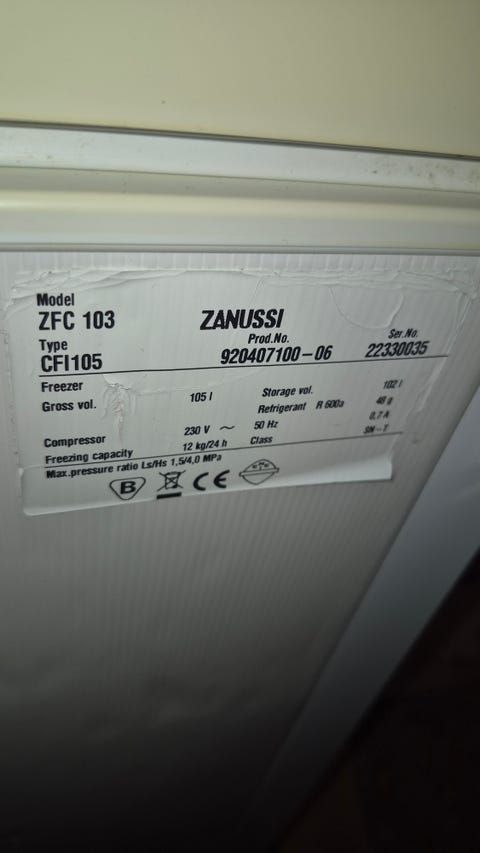 Model
ZFC 103 ZANUSSI
Type Prod.No. Ser.No.
CFI105 920407100-06 22330035
Freezer
Gross vol. 105 l Storage vol. 102 l
Refrigerant R 600a 48 g
Compressor 230 V ~ 50 Hz 0,7 A
Freezing capacity 12 kg/24 h Class SN-T
Max.pressure ratio Ls/Hs 1,5/4,0 MPa
B CE